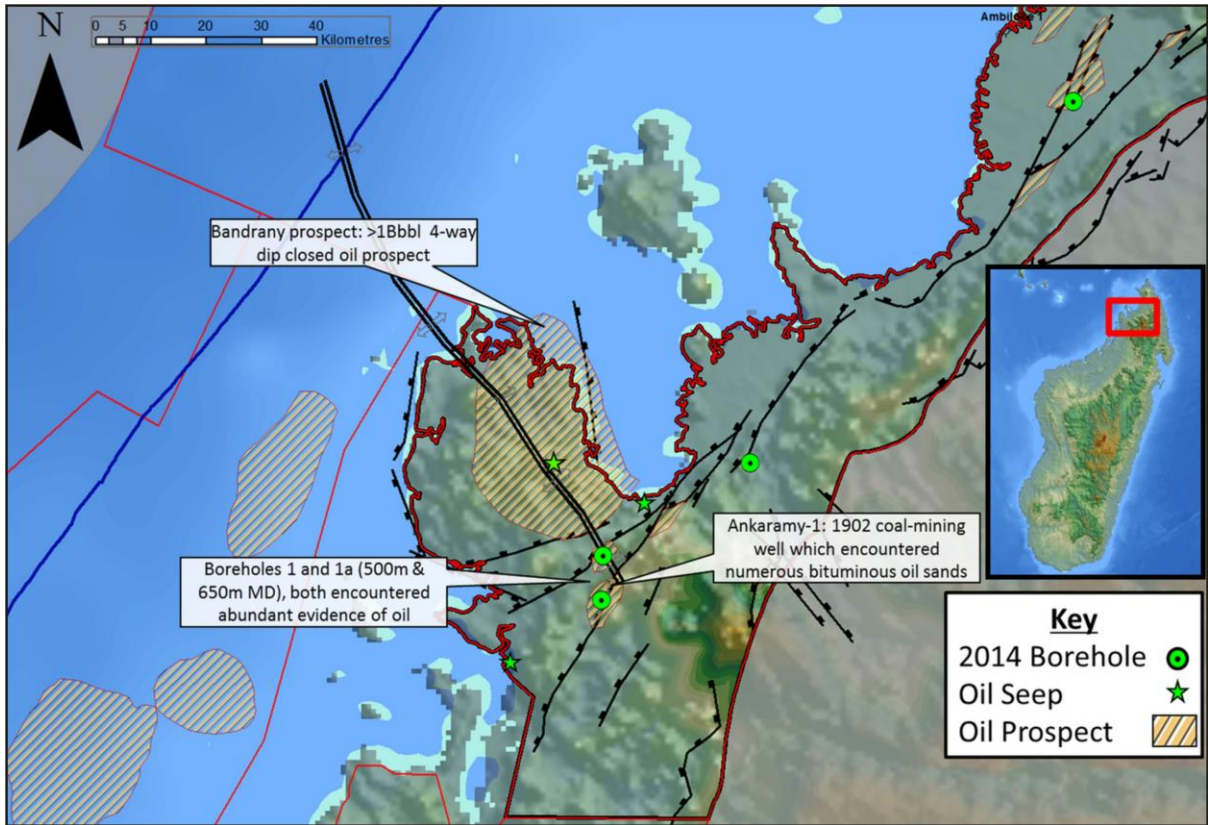 N
0 5 10 20 30 40
Kilometres
Ambilobe 1
Bandrany prospect: >1Bbbl 4-way
dip closed oil prospect
Boreholes 1 and 1a (500m &
650m MD), both encountered
abundant evidence of oil
Ankaramy-1: 1902 coal-mining
well which encountered
numerous bituminous oil sands
Key
2014 Borehole
Oil Seep
Oil Prospect